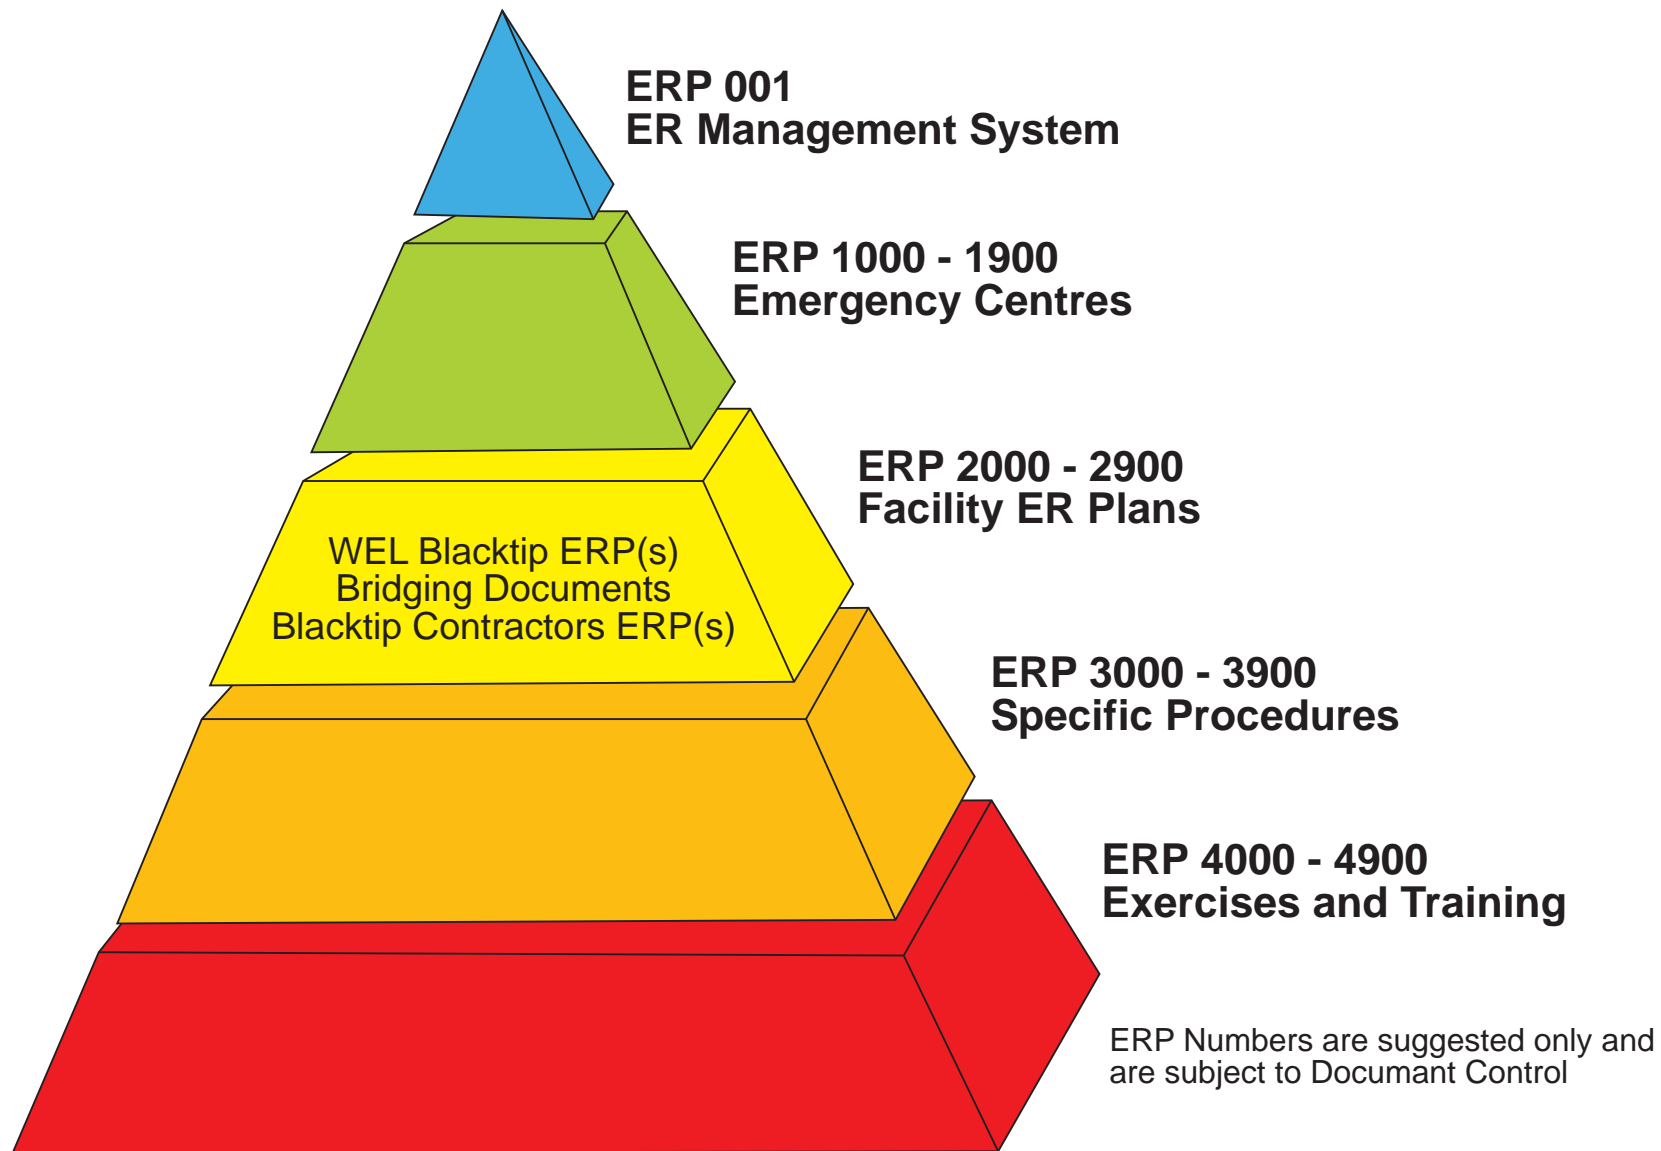 ERP 001
ER Management System
ERP 1000 - 1900
Emergency Centres
ERP 2000 - 2900
Facility ER Plans
WEL Blacktip ERP(s)
Bridging Documents
Blacktip Contractors ERP(s)
ERP 3000 - 3900
Specific Procedures
ERP 4000 - 4900
Exercises and Training
ERP Numbers are suggested only and
are subject to Documant Control